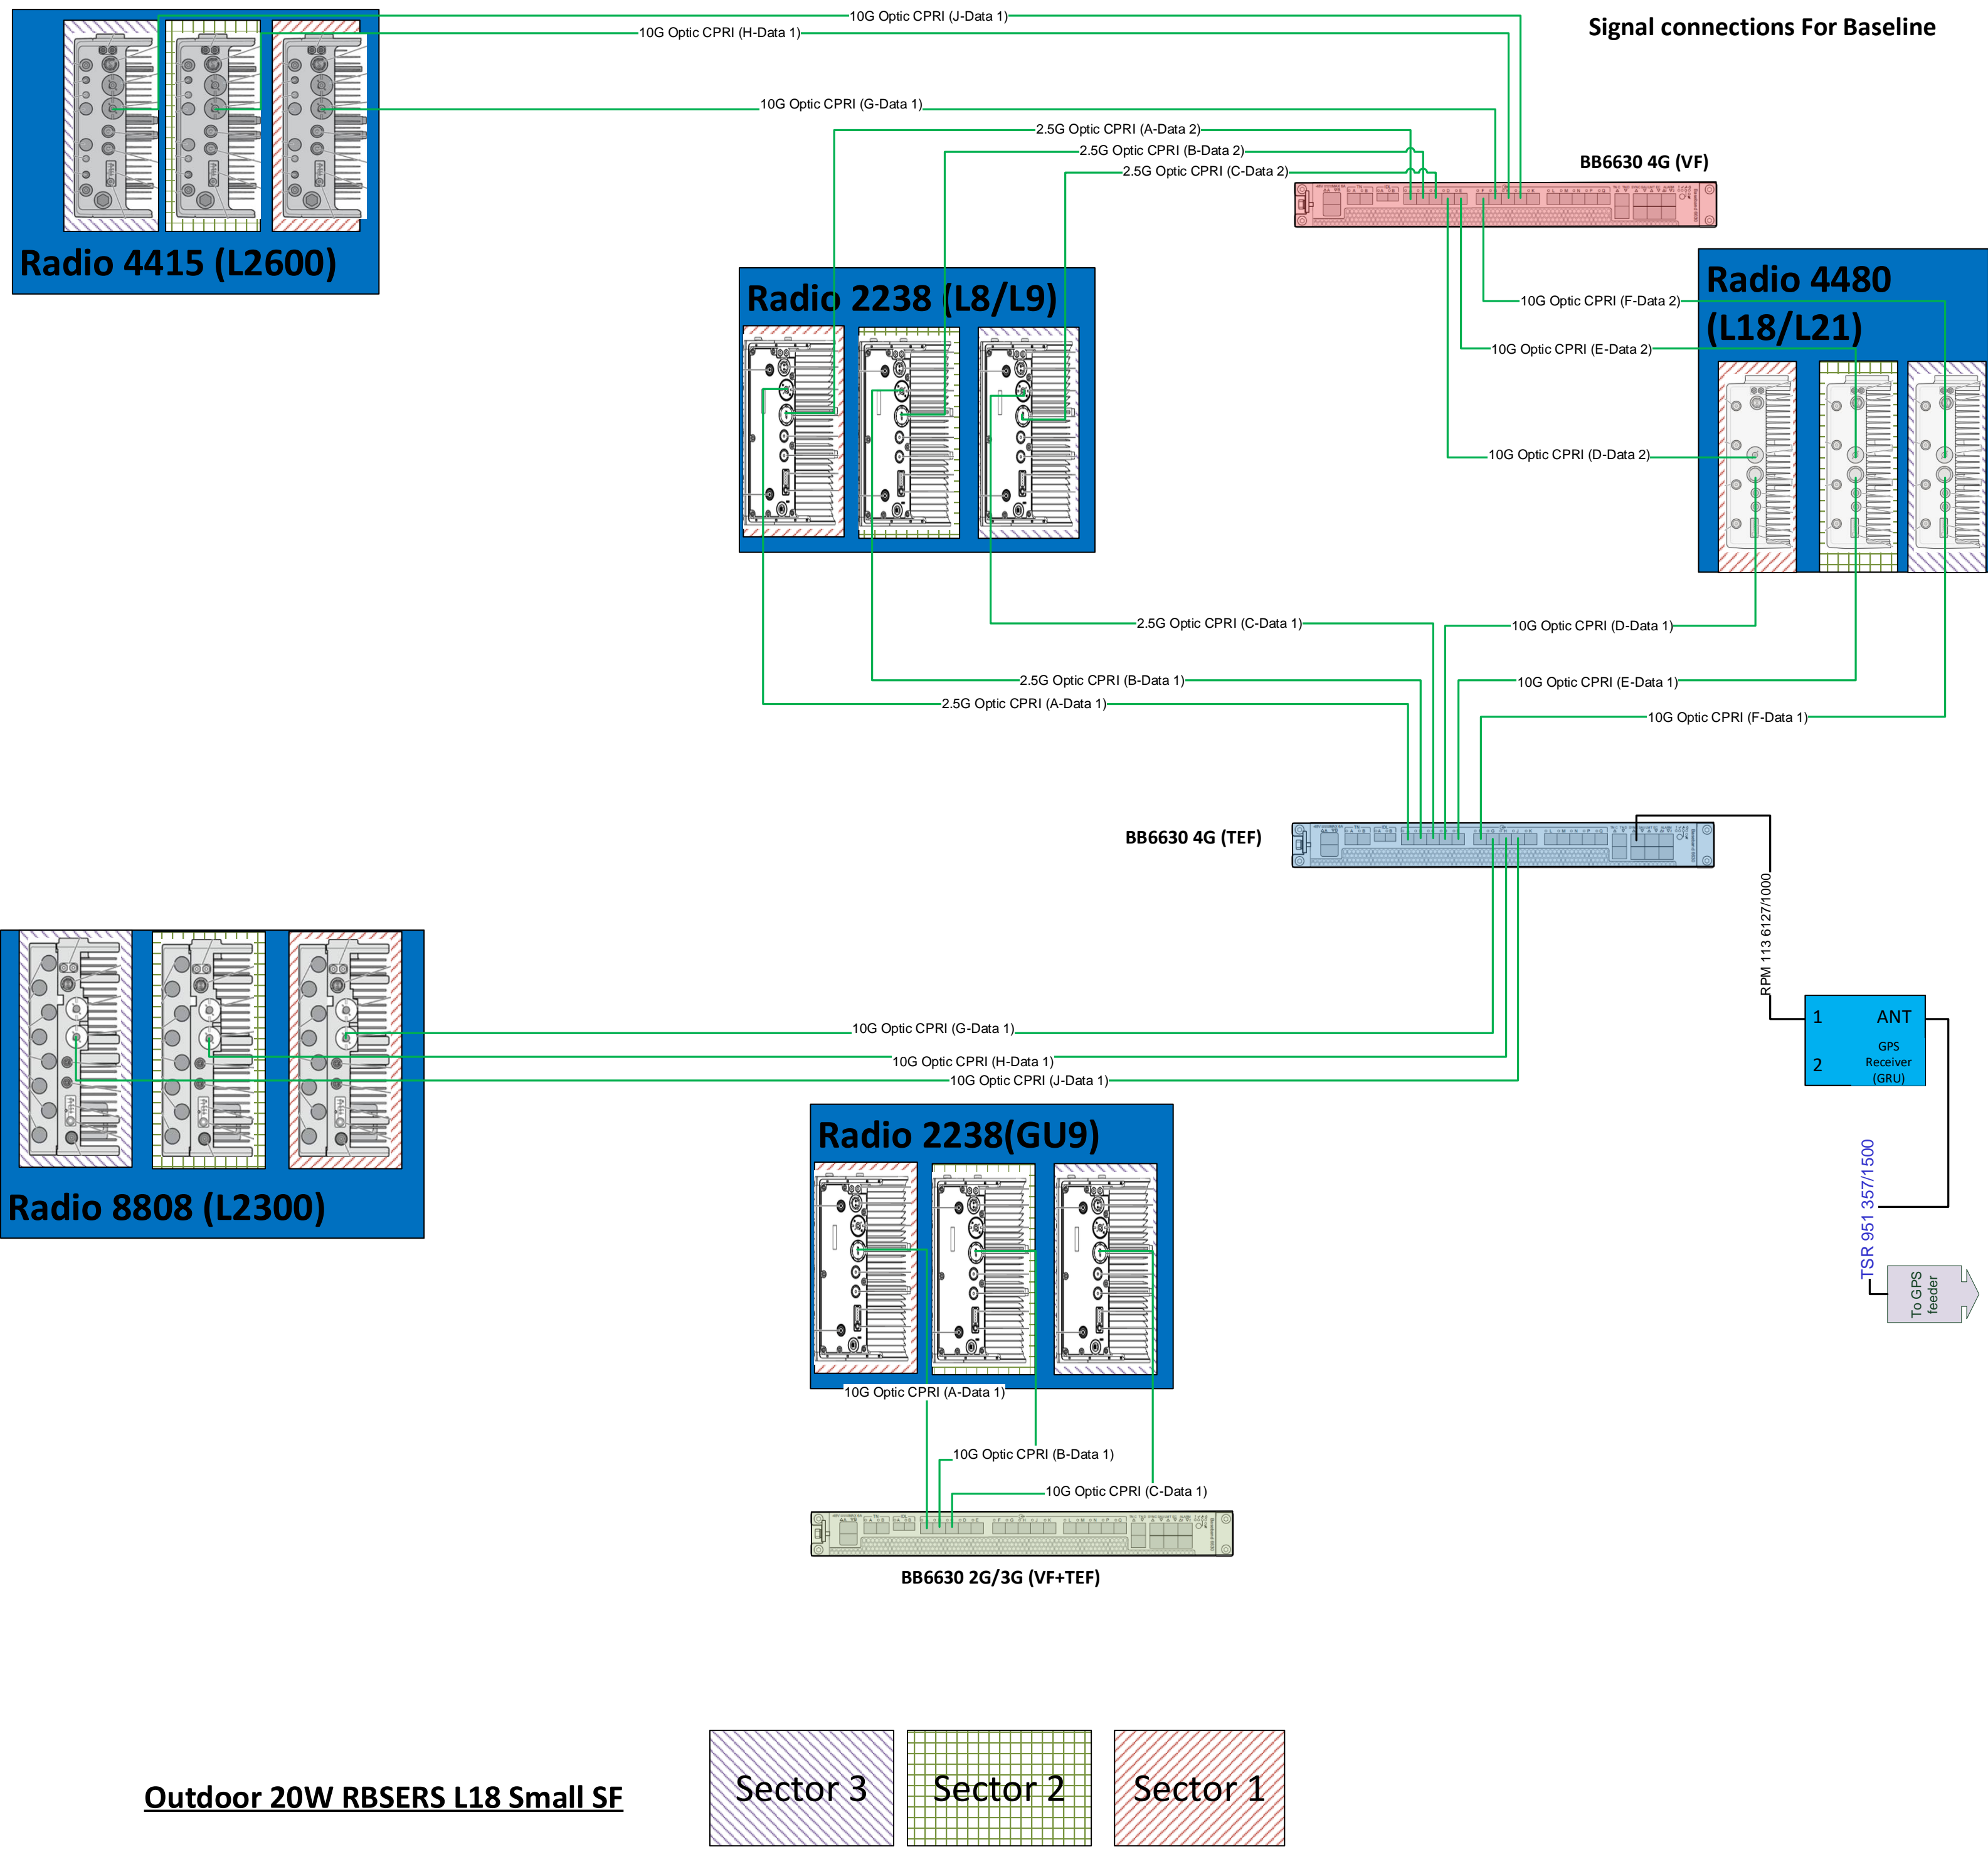 Signal connections For Baseline
10G Optic CPRI (J-Data 1)
10G Optic CPRI (H-Data 1)
10G Optic CPRI (G-Data 1)
2.5G Optic CPRI (A-Data 2)
2.5G Optic CPRI (B-Data 2)
2.5G Optic CPRI (C-Data 2)
BB6630 4G (VF)
Radio 4415 (L2600)
Radio 2238 (L8/L9)
Radio 4480
(L18/L21)
10G Optic CPRI (F-Data 2)
10G Optic CPRI (E-Data 2)
10G Optic CPRI (D-Data 2)
2.5G Optic CPRI (C-Data 1)
10G Optic CPRI (D-Data 1)
2.5G Optic CPRI (B-Data 1)
10G Optic CPRI (E-Data 1)
2.5G Optic CPRI (A-Data 1)
10G Optic CPRI (F-Data 1)
BB6630 4G (TEF)
RPM 113 6127/1000
1
ANT
GPS
Receiver
(GRU)
2
10G Optic CPRI (G-Data 1)
10G Optic CPRI (H-Data 1)
10G Optic CPRI (J-Data 1)
Radio 8808 (L2300)
Radio 2238(GU9)
TSR 951 357/1500
To GPS
feeder
10G Optic CPRI (A-Data 1)
10G Optic CPRI (B-Data 1)
10G Optic CPRI (C-Data 1)
BB6630 2G/3G (VF+TEF)
Outdoor 20W RBSERS L18 Small SF
Sector 3
Sector 2
Sector 1